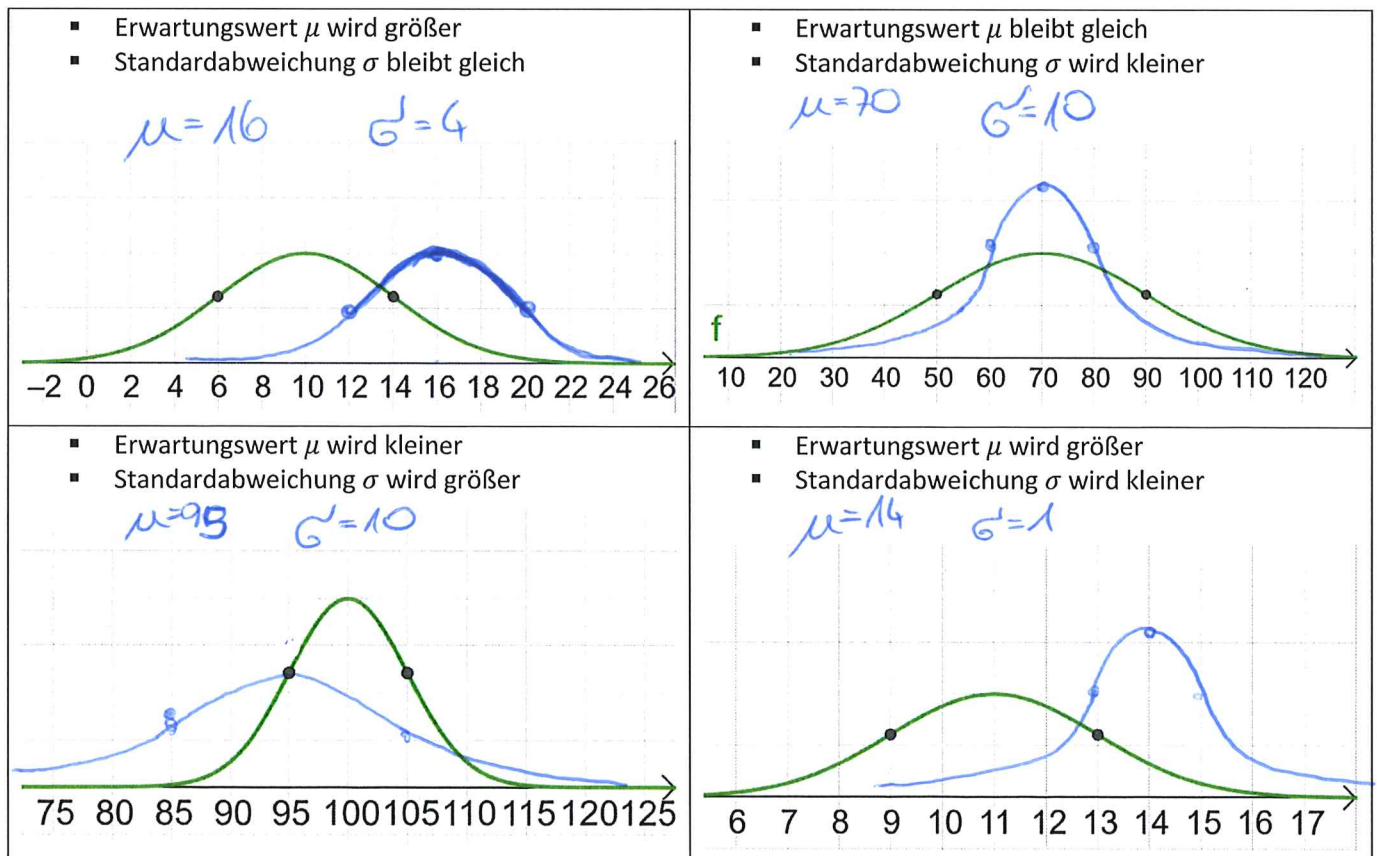 ▪ Erwartungswert μ wird größer
▪ Standardabweichung σ bleibt gleich
μ=16 σ=4
–2 0 2 4 6 8 10 12 14 16 18 20 22 24 26
▪ Erwartungswert μ bleibt gleich
▪ Standardabweichung σ wird kleiner
μ=70 σ=10
f
10 20 30 40 50 60 70 80 90 100 110 120
▪ Erwartungswert μ wird kleiner
▪ Standardabweichung σ wird größer
μ=95 σ=10
75 80 85 90 95 100 105 110 115 120 125
▪ Erwartungswert μ wird größer
▪ Standardabweichung σ wird kleiner
μ=14 σ=1
6 7 8 9 10 11 12 13 14 15 16 17